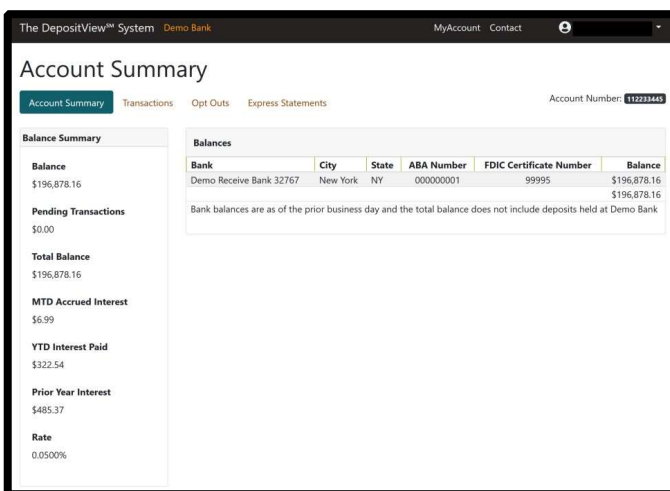 The DepositView℠ System Demo Bank MyAccount Contact
Account Summary
Account Summary Transactions Opt Outs Express Statements Account Number: 112233445
Balance Summary
Balance
$196,878.16
Pending Transactions
$0.00
Total Balance
$196,878.16
MTD Accrued Interest
$6.99
YTD Interest Paid
$322.54
Prior Year Interest
$485.37
Rate
0.0500%
Balances
Bank City State ABA Number FDIC Certificate Number Balance
Demo Receive Bank 32767 New York NY 000000001 99995 $196,878.16
$196,878.16
Bank balances are as of the prior business day and the total balance does not include deposits held at Demo Bank